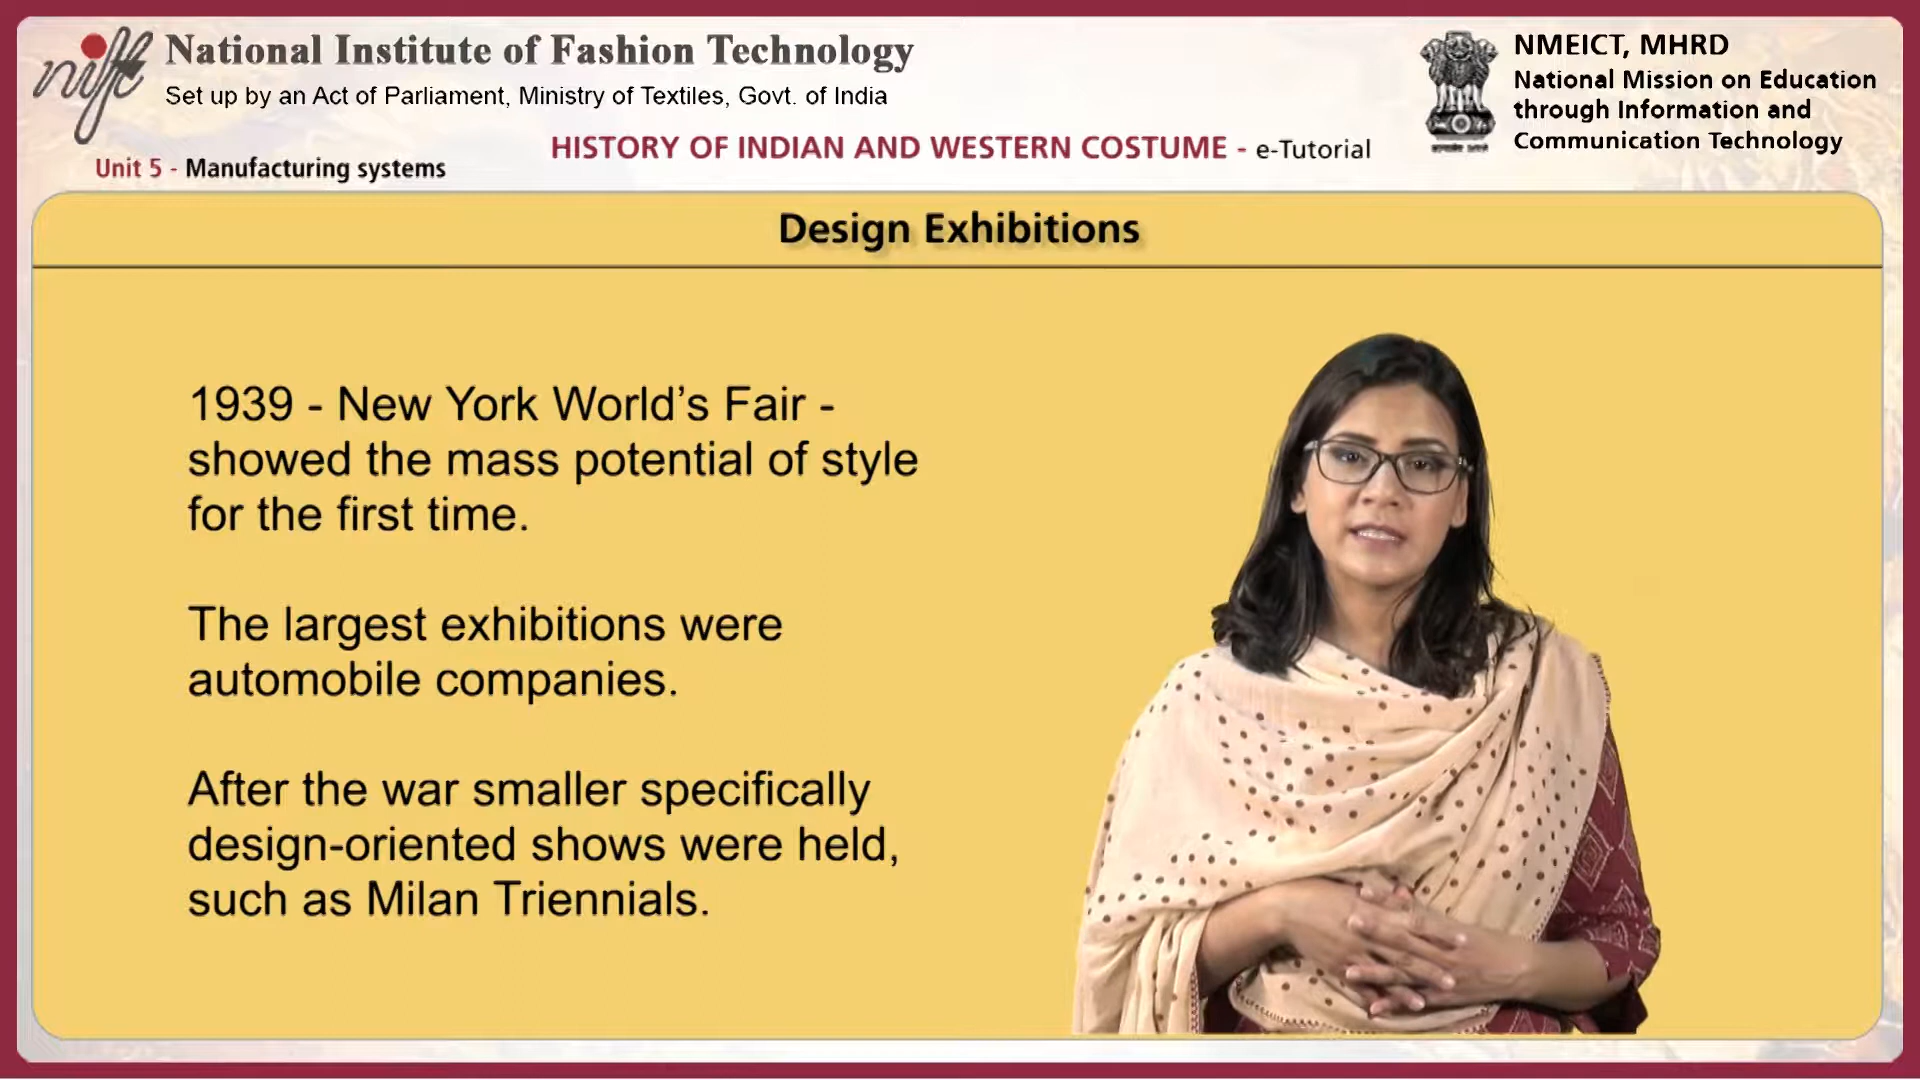 nift
National Institute of Fashion Technology
Set up by an Act of Parliament, Ministry of Textiles, Govt. of India
HISTORY OF INDIAN AND WESTERN COSTUME - e-Tutorial
Unit 5 - Manufacturing systems
NMEICT, MHRD
National Mission on Education
through Information and
Communication Technology
Design Exhibitions
1939 - New York World’s Fair -
showed the mass potential of style
for the first time.
The largest exhibitions were
automobile companies.
After the war smaller specifically
design-oriented shows were held,
such as Milan Triennials.